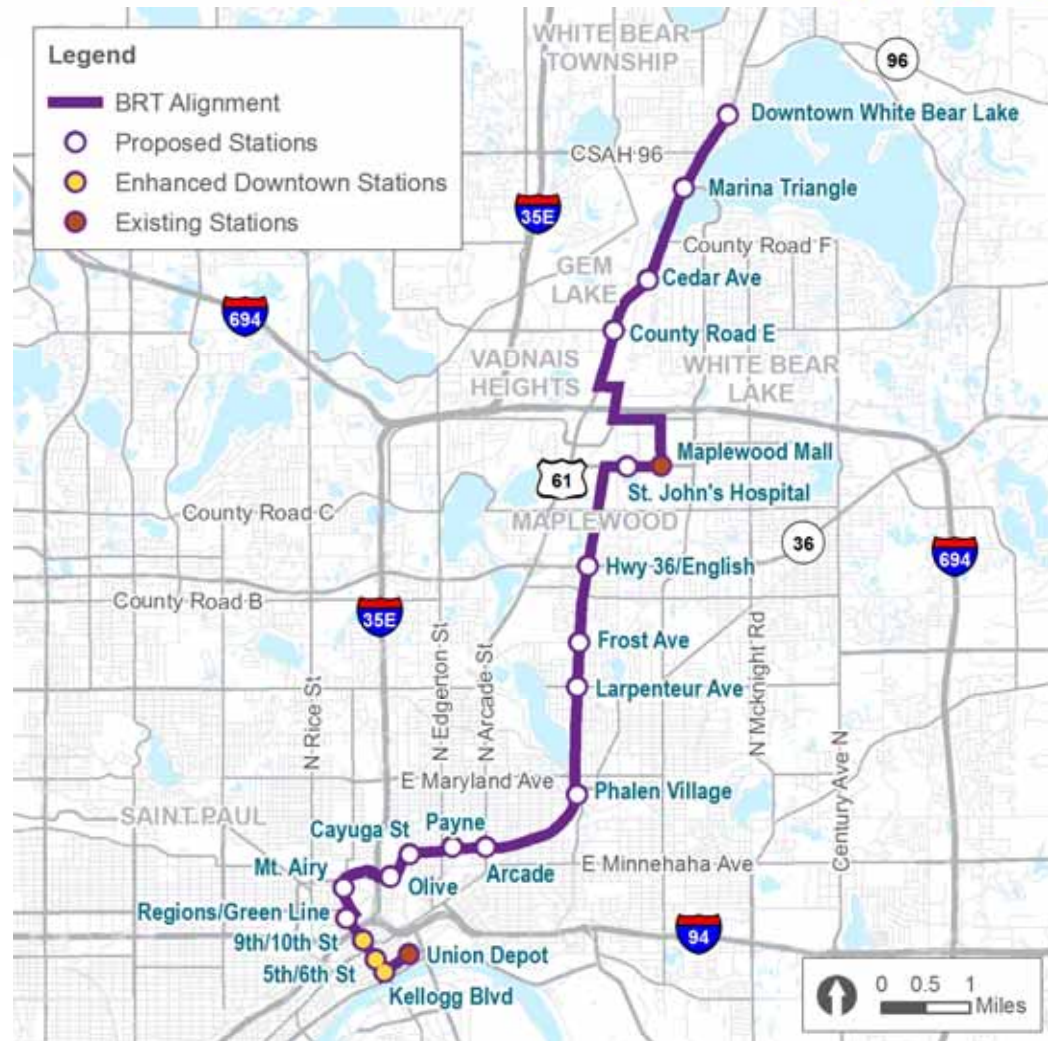 Legend
BRT Alignment
Proposed Stations
Enhanced Downtown Stations
Existing Stations
WHITE BEAR
TOWNSHIP
96
Downtown White Bear Lake
CSAH 96
Marina Triangle
35E
County Road F
GEM
LAKE
Cedar Ave
694
County Road E
VADNAIS
HEIGHTS
WHITE BEAR
LAKE
Maplewood Mall
61
St. John's Hospital
County Road C
MAPLEWOOD
36
694
Hwy 36/English
County Road B
35E
Frost Ave
Larpenteur Ave
N Rice St
N Edgerton St
N Arcade St
N Mcknight Rd
Century Ave N
E Maryland Ave
Phalen Village
SAINT PAUL
Cayuga St
Payne
Mt. Airy
Olive
Arcade
E Minnehaha Ave
Regions/Green Line
9th/10th St
94
5th/6th St
Union Depot
Kellogg Blvd
0 0.5 1
Miles